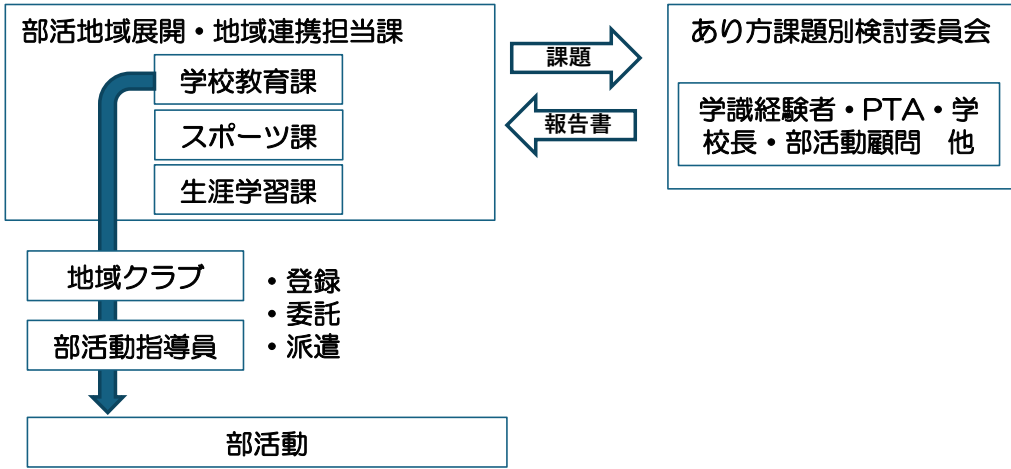 部活地域展開・地域連携担当課
学校教育課
スポーツ課
生涯学習課
課題
報告書
あり方課題別検討委員会
学識経験者・PTA・学
校長・部活動顧問　他
地域クラブ
部活動指導員
・登録
・委託
・派遣
部活動